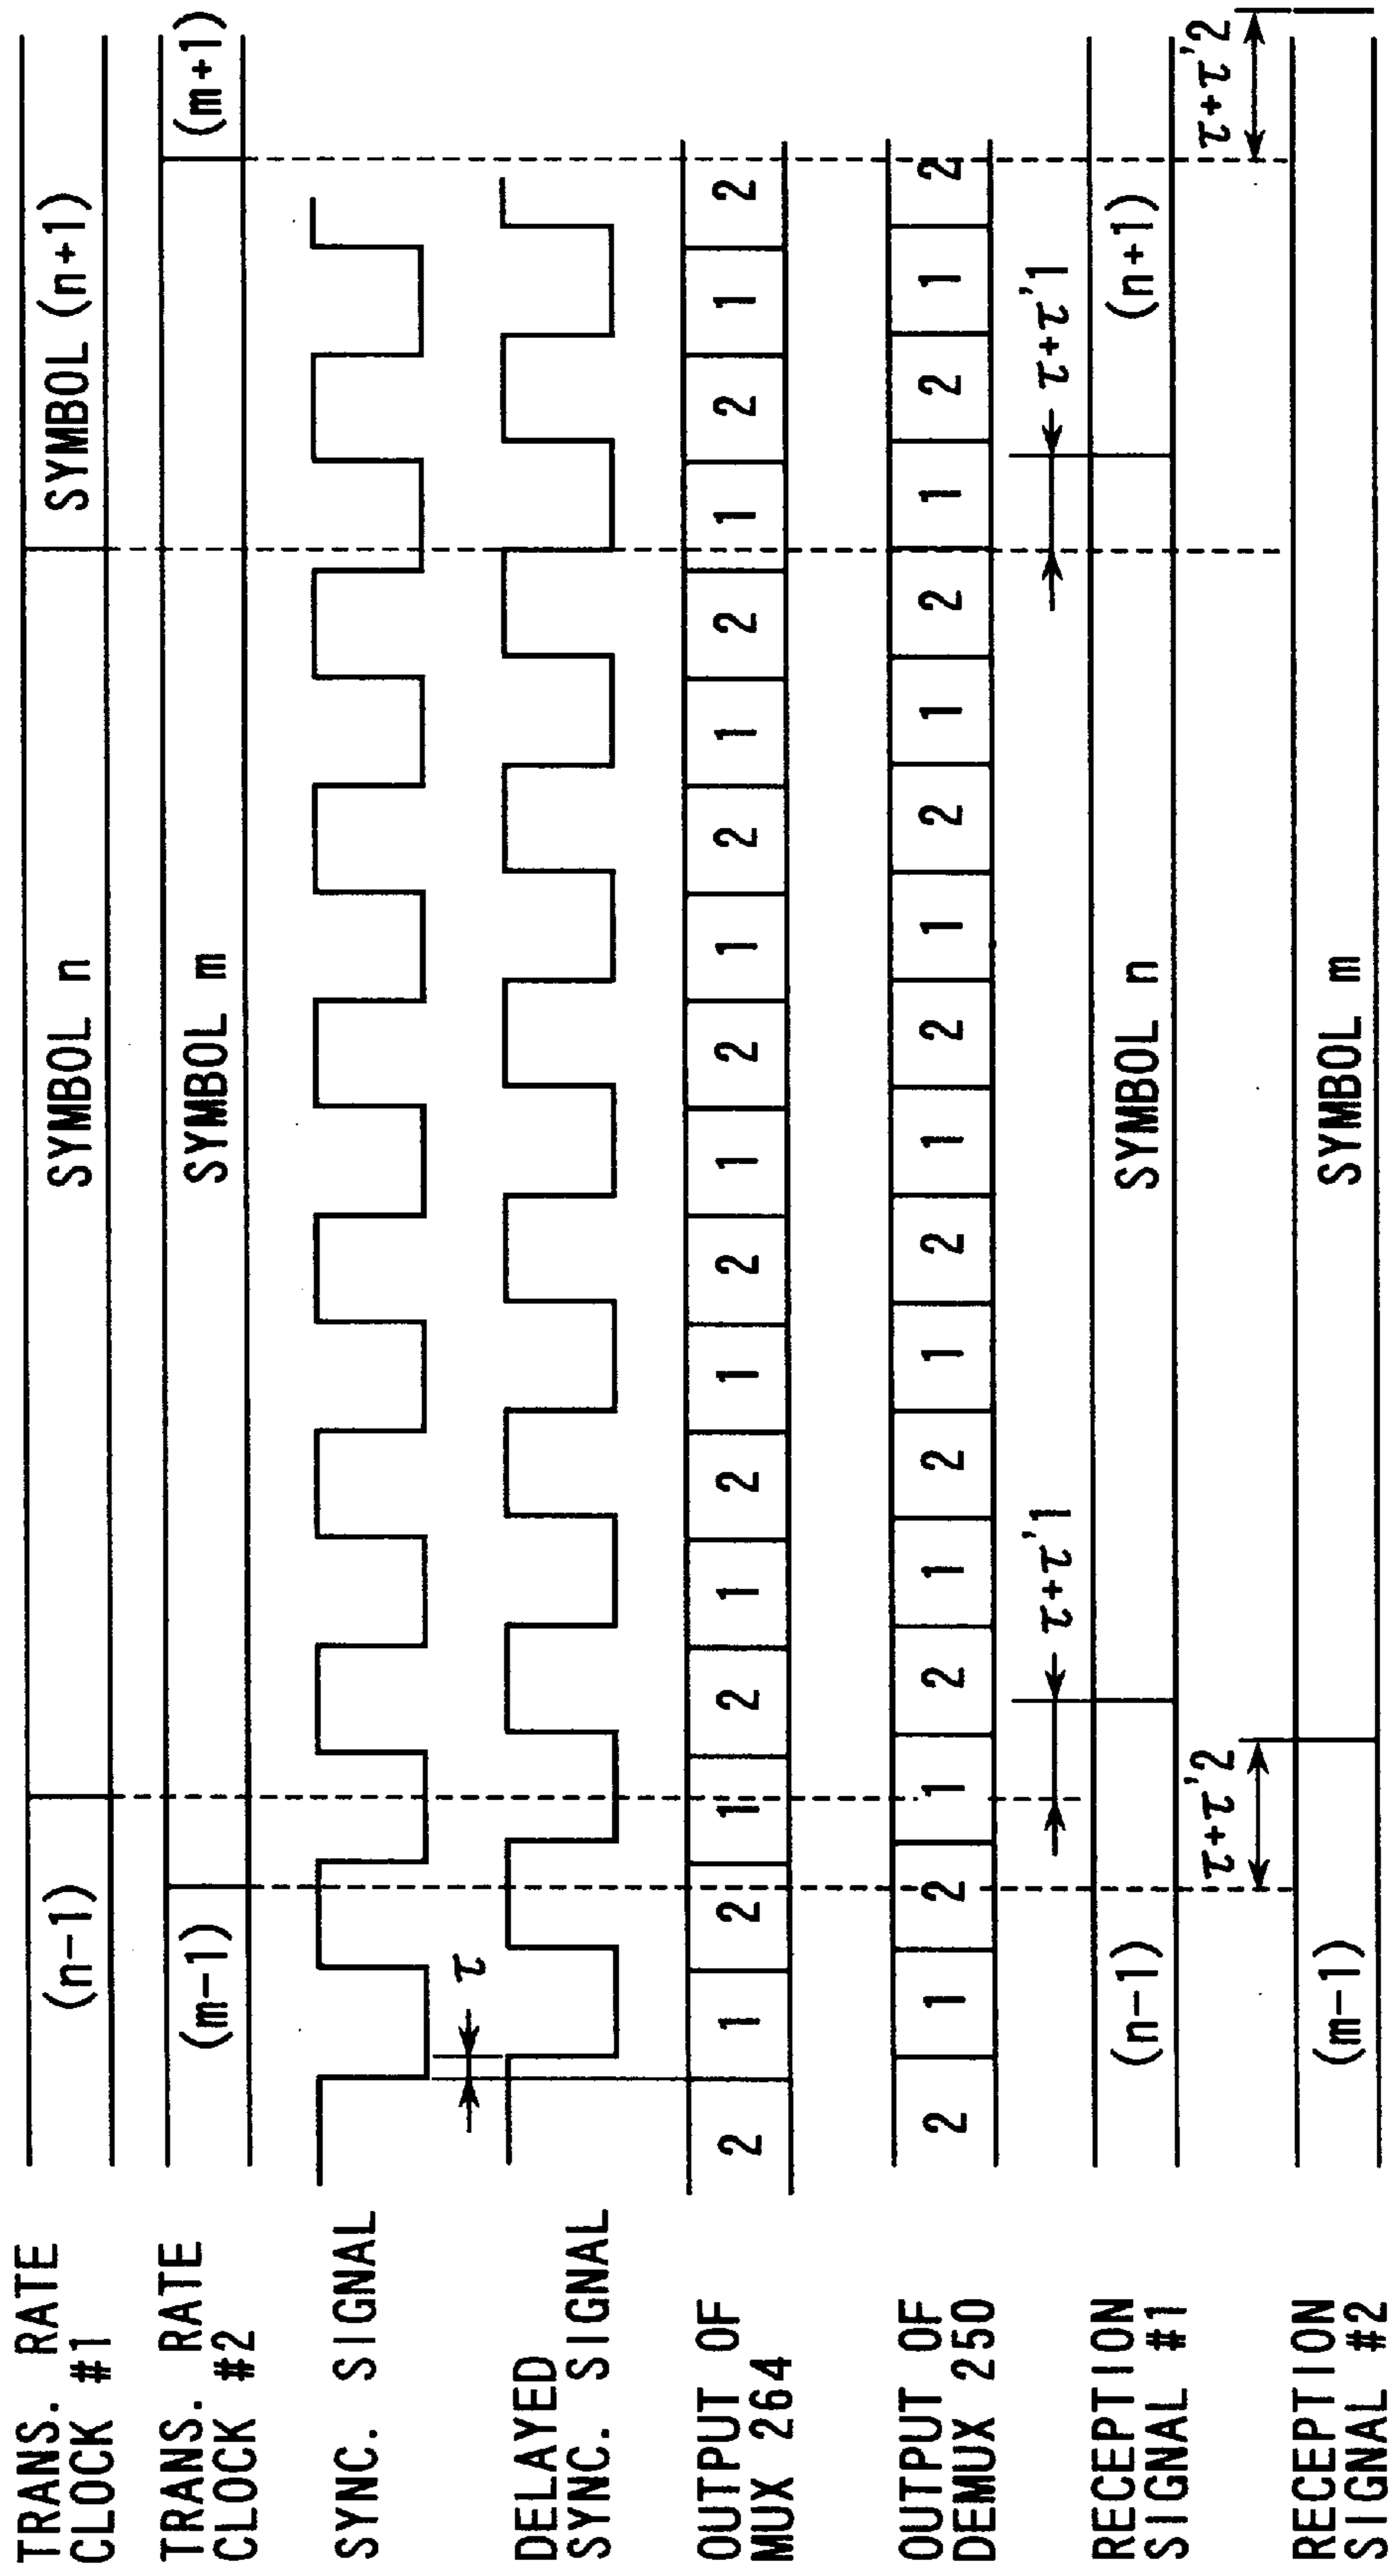 TRANS. RATE
CLOCK #1
(n-1)
SYMBOL n
SYMBOL (n+1)
TRANS. RATE
CLOCK #2
(m-1)
SYMBOL m
(m+1)
SYNC. SIGNAL
τ
DELAYED
SYNC. SIGNAL
OUTPUT OF
MUX 264
2 1 2 1 2 1 2 1 2 1 2 1 2 1 2 1 2 1 2
OUTPUT OF
DEMUX 250
2 1 2 1 2 1 2 1 2 1 2 1 2 1 2 1 2 1 2
τ+τ'1
τ+τ'1
RECEPTION
SIGNAL #1
(n-1)
SYMBOL n
(n+1)
τ+τ'2
τ+τ'2
RECEPTION
SIGNAL #2
(m-1)
SYMBOL m